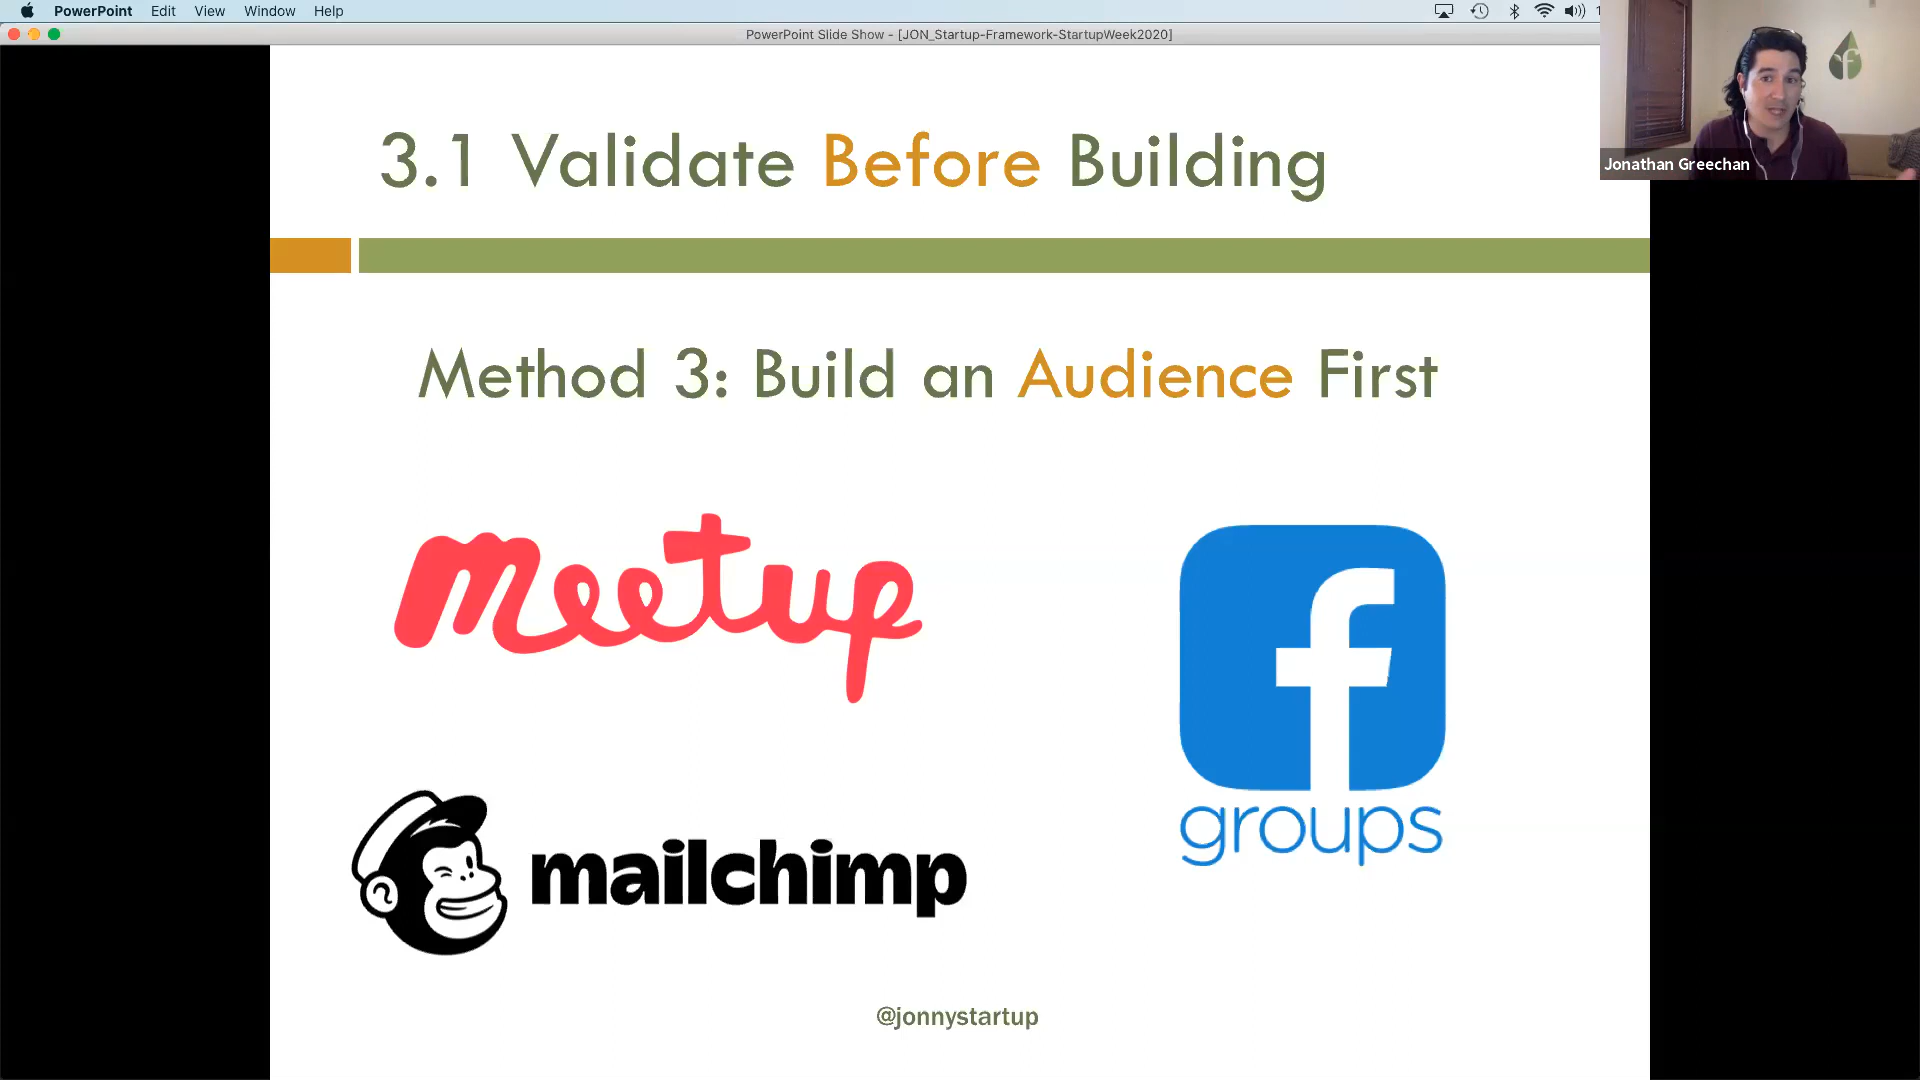 PowerPoint Edit View Window Help
PowerPoint Slide Show - [JON_Startup-Framework-StartupWeek2020]
Jonathan Greechan
3.1 Validate Before Building
Method 3: Build an Audience First
meetup
f
groups
mailchimp
@jonnystartup